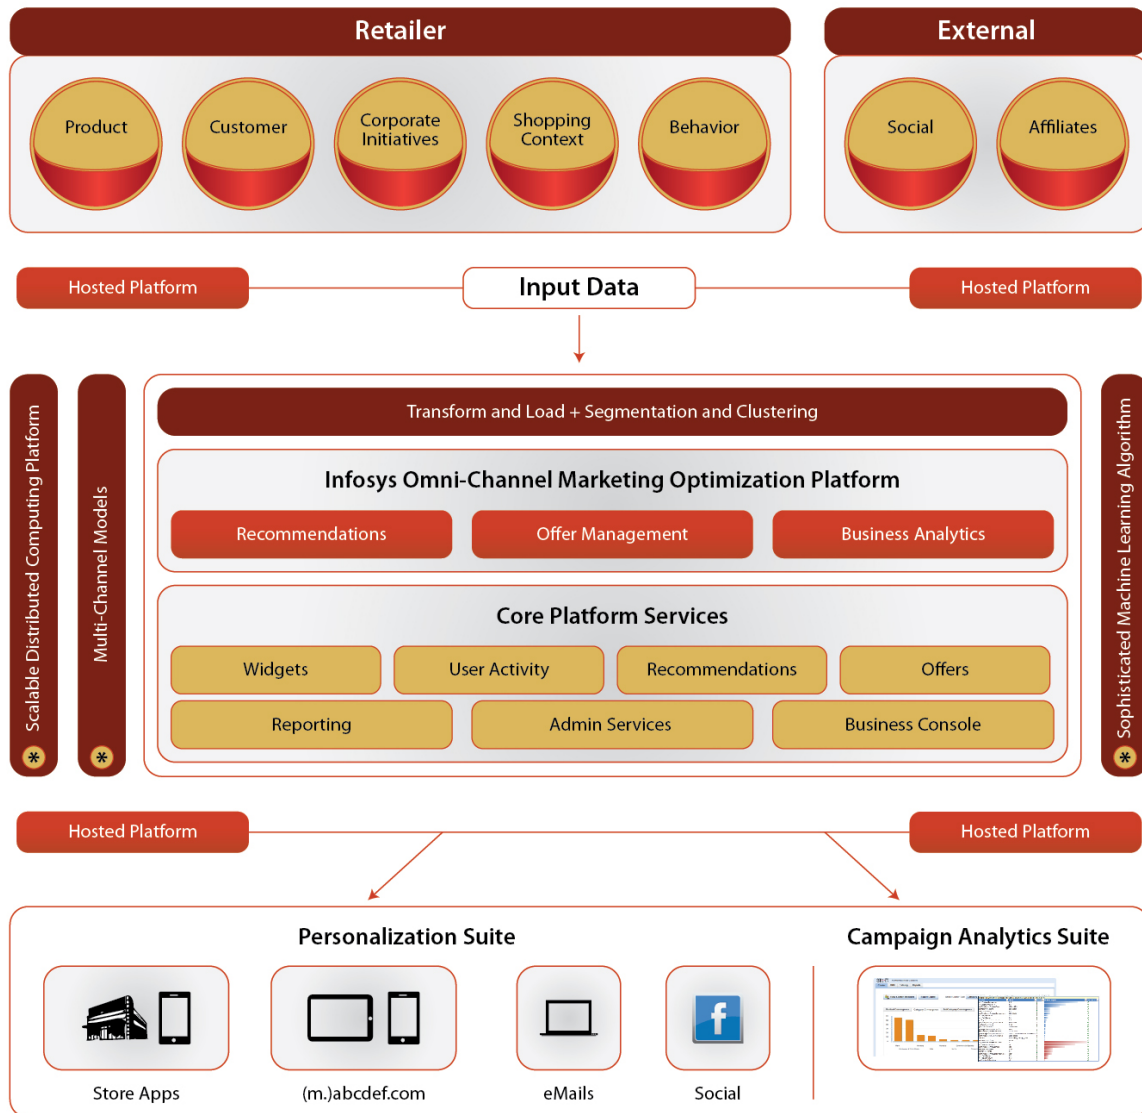 Retailer
External
Product
Customer
Corporate
Initiatives
Shopping
Context
Behavior
Social
Affiliates
Hosted Platform
Input Data
Hosted Platform
Scalable Distributed Computing Platform
*
Multi-Channel Models
*
Transform and Load + Segmentation and Clustering
Infosys Omni-Channel Marketing Optimization Platform
Recommendations
Offer Management
Business Analytics
Core Platform Services
Widgets
User Activity
Recommendations
Offers
Reporting
Admin Services
Business Console
Sophisticated Machine Learning Algorithm
*
Hosted Platform
Hosted Platform
Personalization Suite
Campaign Analytics Suite
f
Store Apps
(m.)abcdef.com
eMails
Social